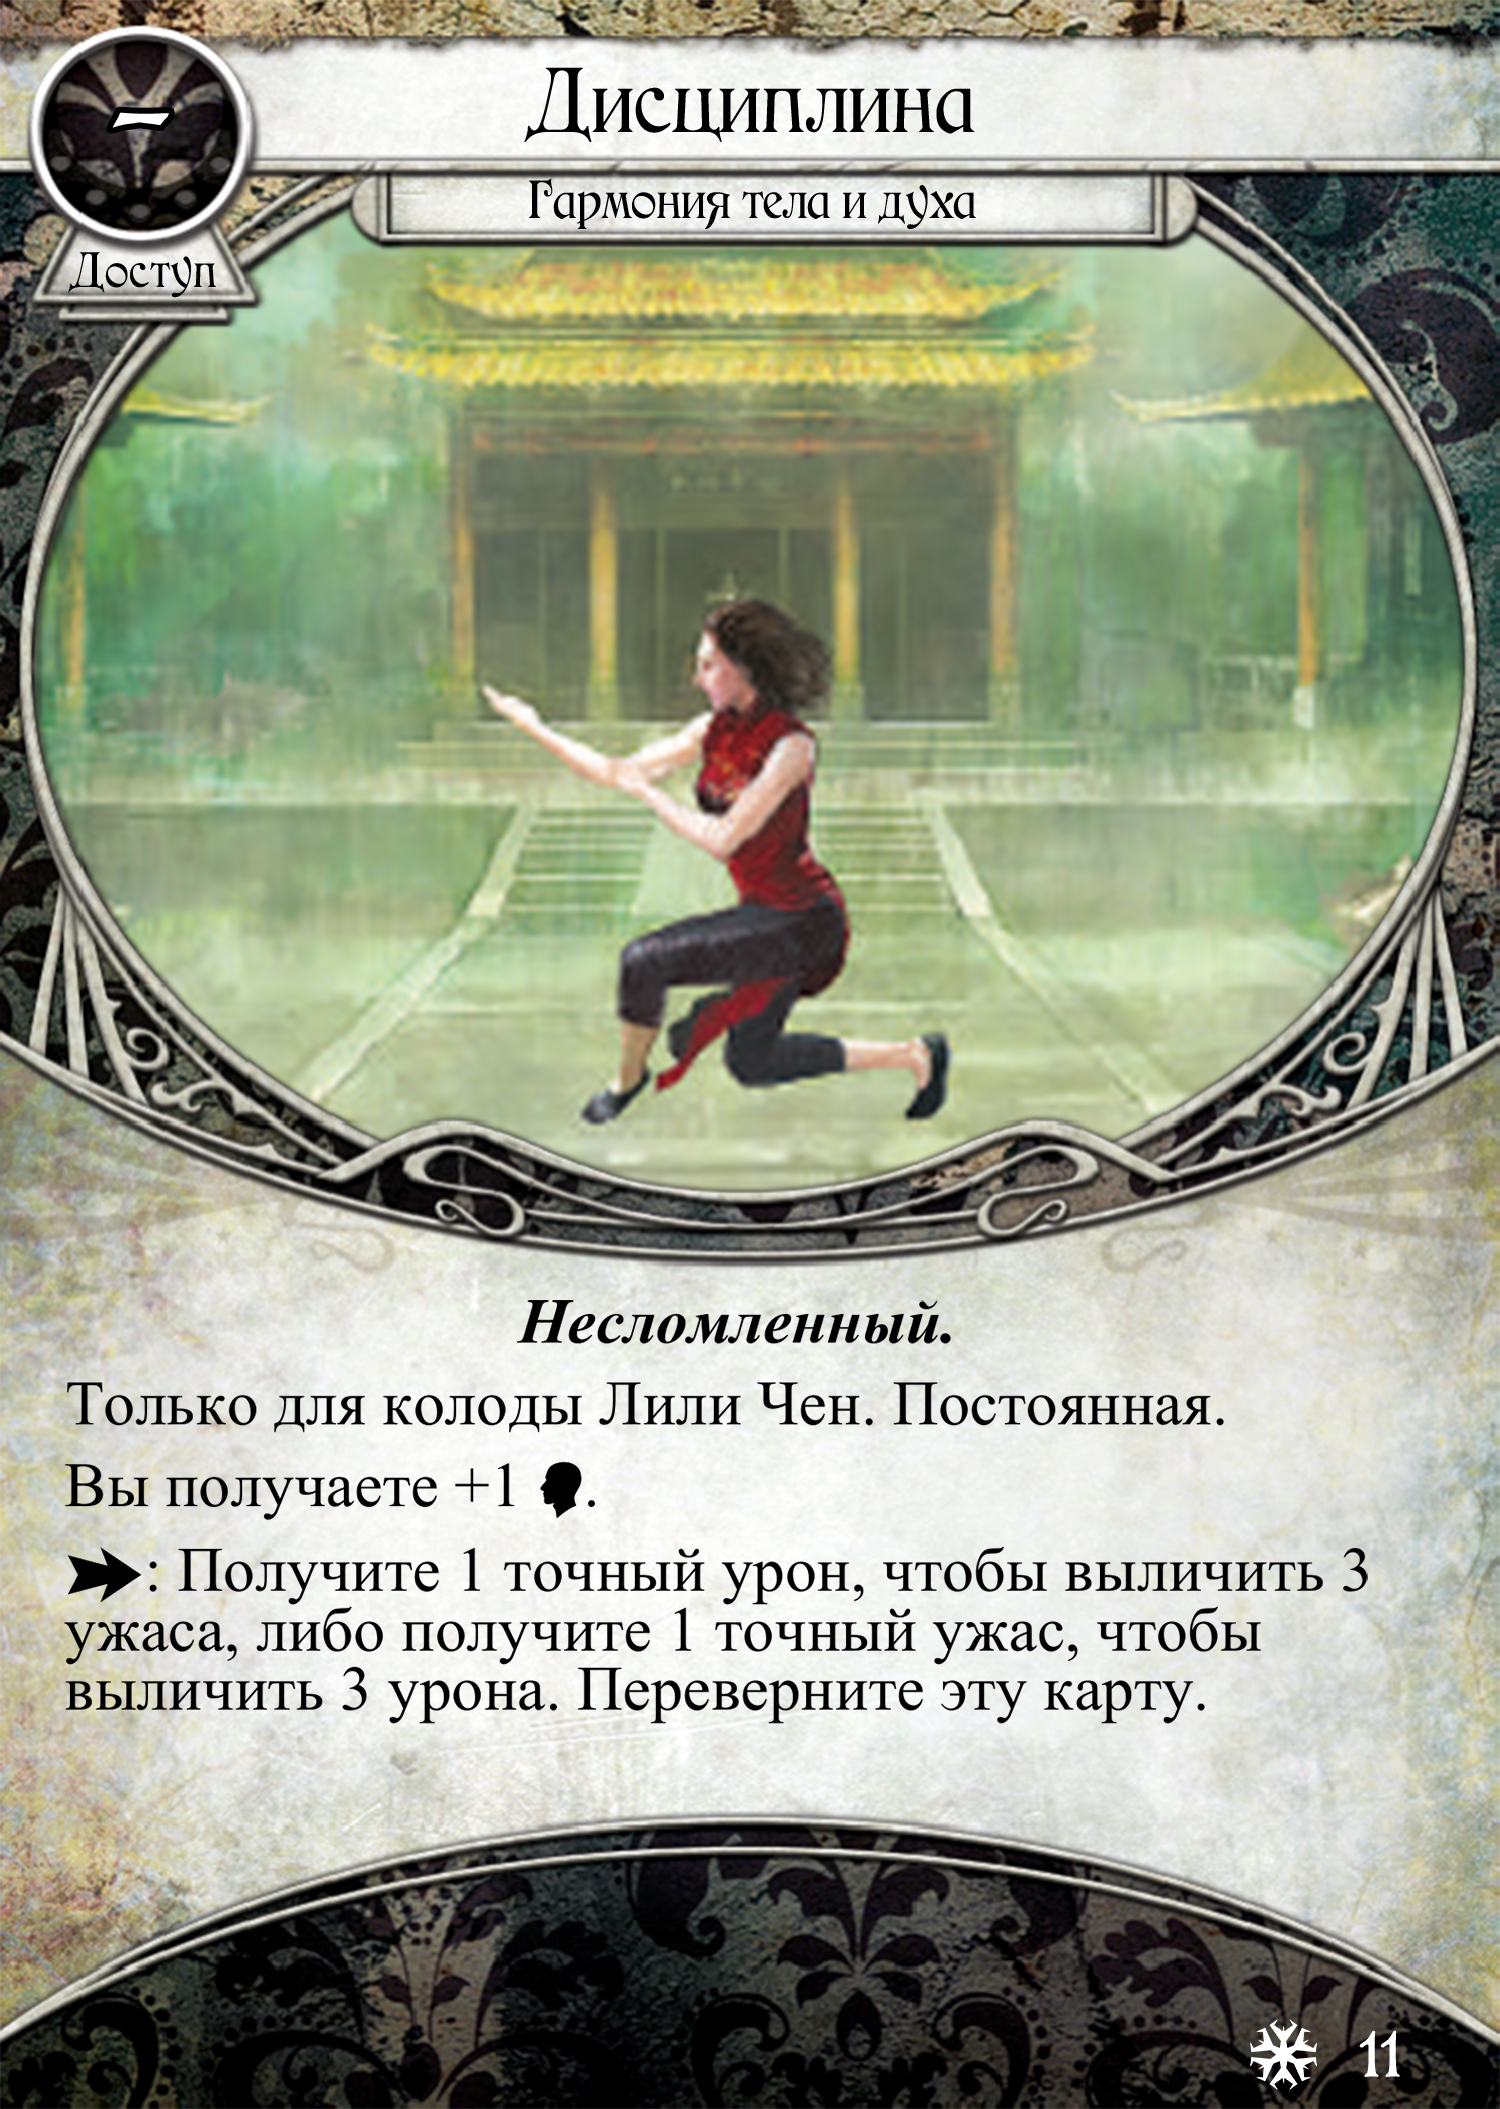 –
Дисциплина
Гармония тела и духа
Доступ
Несломленный.
Только для колоды Лили Чен. Постоянная.
Вы получаете +1 .
: Получите 1 точный урон, чтобы выличить 3
ужаса, либо получите 1 точный ужас, чтобы
выличить 3 урона. Переверните эту карту.
11